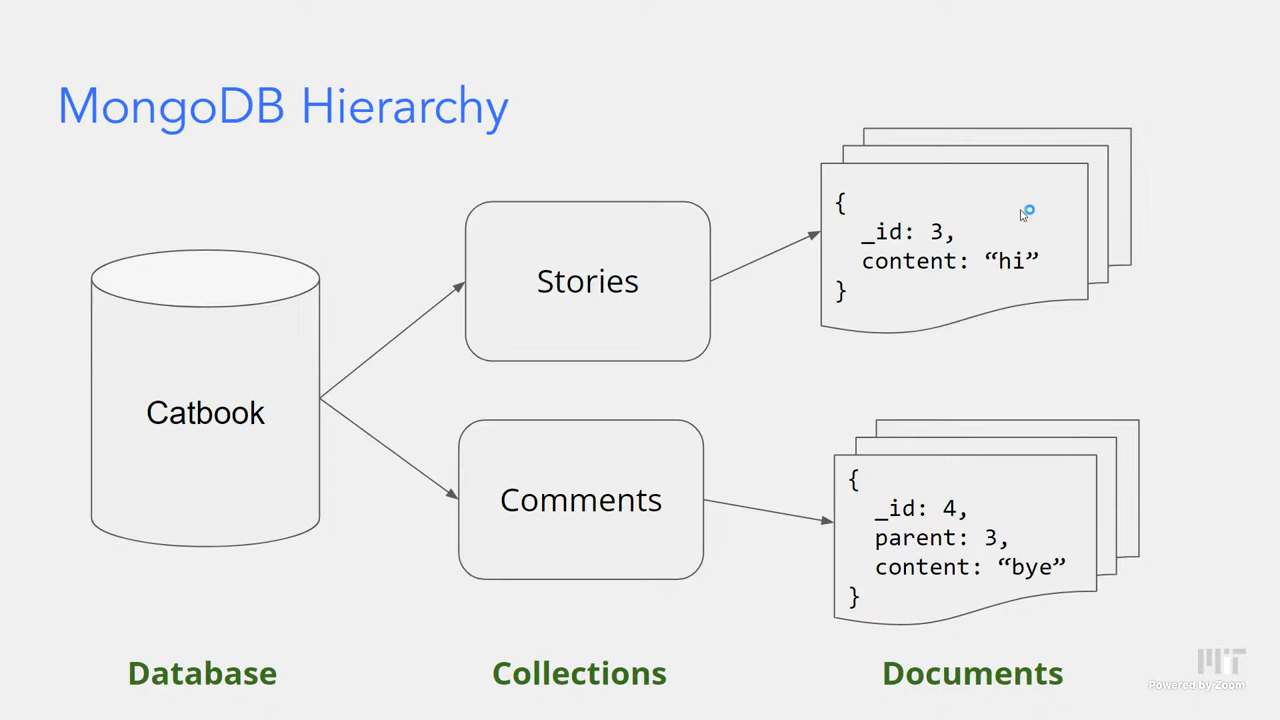 MongoDB Hierarchy
Catbook
Stories
{
_id: 3,
content: “hi”
}
Comments
{
_id: 4,
parent: 3,
content: “bye”
}
Database
Collections
Documents
MIT
Powered by Zoom